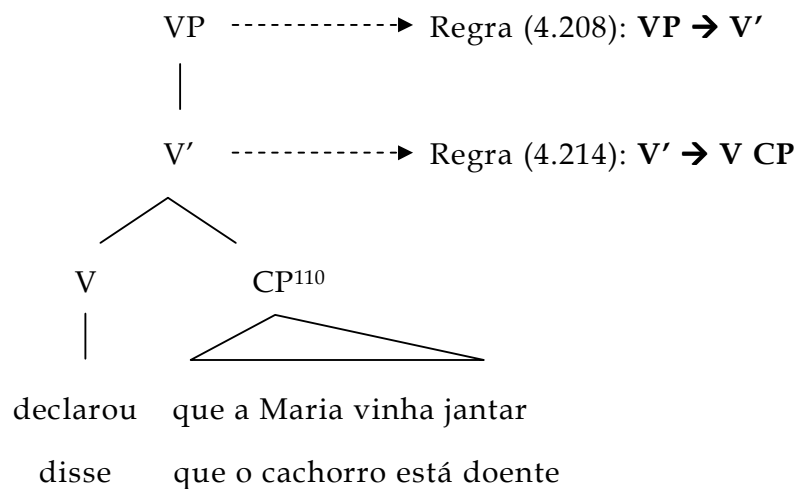 VP Regra (4.208): VP → V’
V’ Regra (4.214): V’ → V CP
V CP¹¹⁰
declarou que a Maria vinha jantar
disse que o cachorro está doente